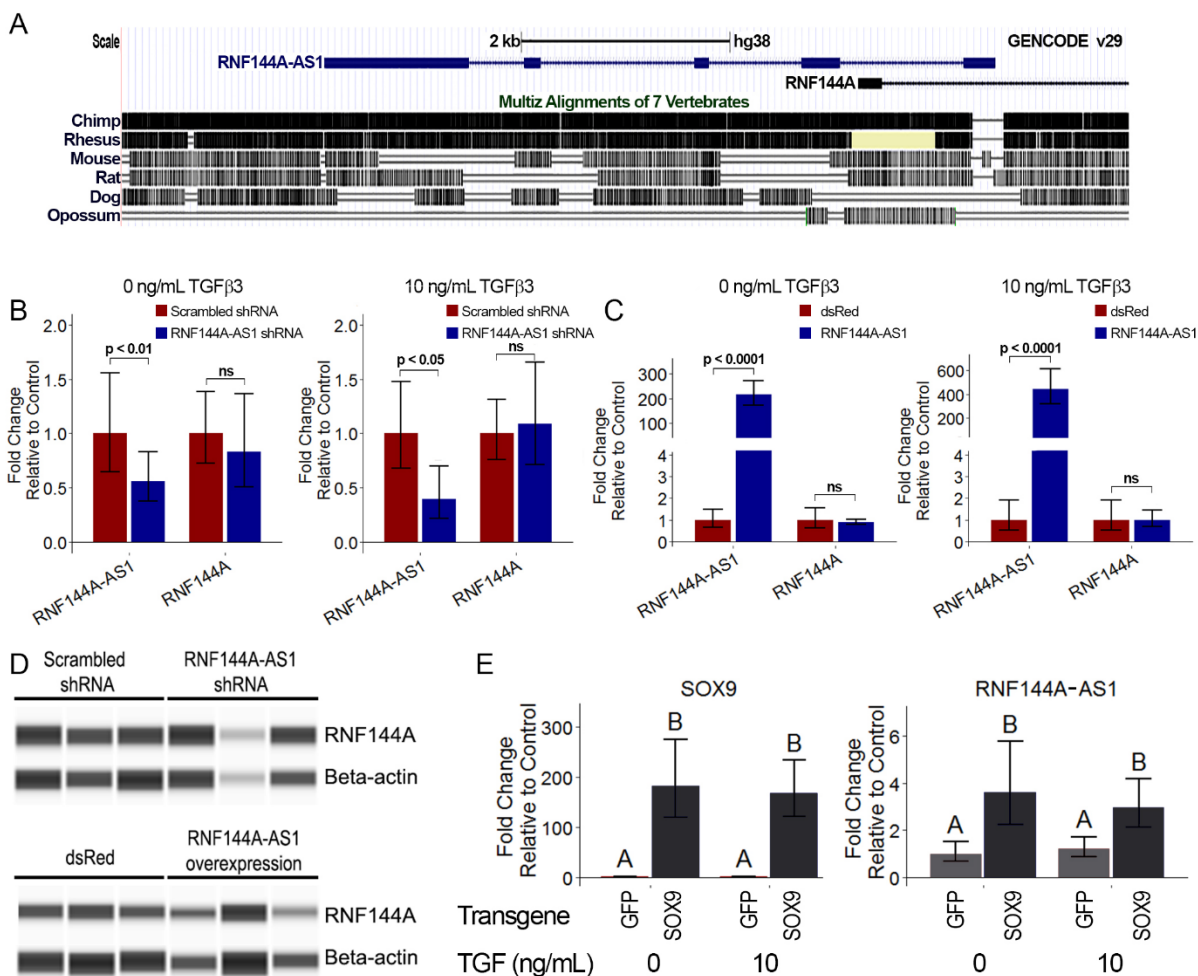 A
Scale 2 kb hg38 GENCODE v29
RNF144A-AS1
RNF144A
Multiz Alignments of 7 Vertebrates
Chimp
Rhesus
Mouse
Rat
Dog
Opossum
B
0 ng/mL TGFβ3
Scrambled shRNA
RNF144A-AS1 shRNA
Fold Change
Relative to Control
2.0
1.5
1.0
0.5
0.0
p < 0.01
ns
RNF144A-AS1
RNF144A
10 ng/mL TGFβ3
Scrambled shRNA
RNF144A-AS1 shRNA
Fold Change
Relative to Control
2.0
1.5
1.0
0.5
0.0
p < 0.05
ns
RNF144A-AS1
RNF144A
C
0 ng/mL TGFβ3
dsRed
RNF144A-AS1
Fold Change
Relative to Control
300
200
100
4
3
2
1
0
p < 0.0001
ns
RNF144A-AS1
RNF144A
10 ng/mL TGFβ3
dsRed
RNF144A-AS1
Fold Change
Relative to Control
600
400
200
4
3
2
1
0
p < 0.0001
ns
RNF144A-AS1
RNF144A
D
Scrambled
shRNA
RNF144A-AS1
shRNA
RNF144A
Beta-actin
dsRed
RNF144A-AS1
overexpression
RNF144A
Beta-actin
E
SOX9
Fold Change
Relative to Control
300
200
100
0
A
B
A
B
RNF144A-AS1
Fold Change
Relative to Control
6
4
2
0
A
B
A
B
Transgene GFP SOX9 GFP SOX9 GFP SOX9 GFP SOX9
TGF (ng/mL) 0 10 0 10